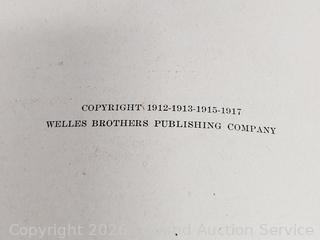 COPYRIGHT 1912-1913-1915-1917
WELLES BROTHERS PUBLISHING COMPANY
Copyright 2026
Auction Service